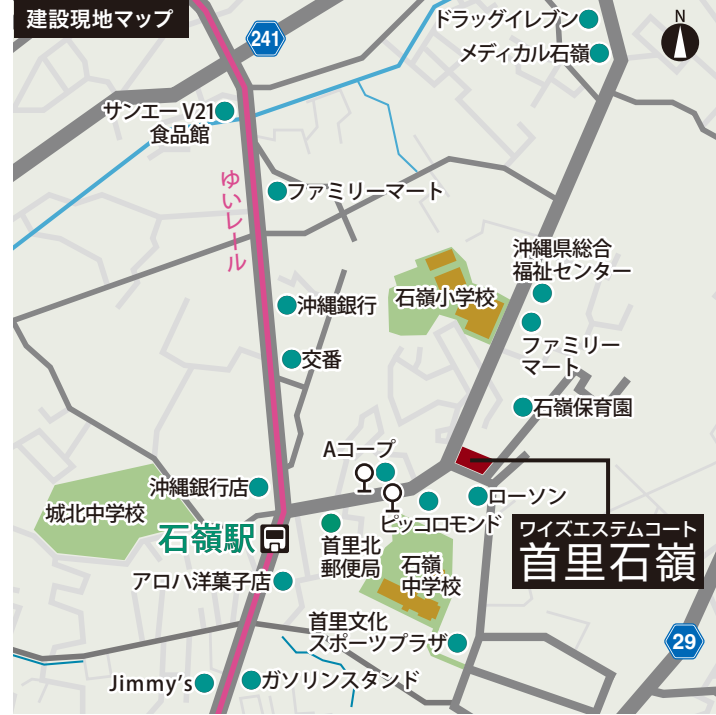 建設現地マップ
N
241
ドラッグイレブン
メディカル石嶺
サンエー V21
食品館
ゆいレール
ファミリーマート
沖縄県総合
福祉センター
石嶺小学校
沖縄銀行
ファミリー
マート
交番
石嶺保育園
Aコープ
沖縄銀行店
ローソン
城北中学校
ピッコロモンド
ワイズエステムコート
首里石嶺
石嶺駅
首里北
郵便局
石嶺
中学校
アロハ洋菓子店
首里文化
スポーツプラザ
29
Jimmy's
ガソリンスタンド